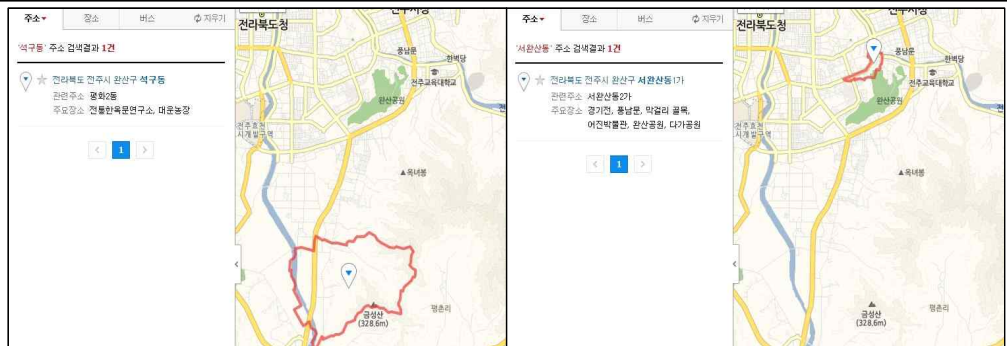 주소▾ 장소 버스 지우기
'석구동' 주소 검색결과 1건
전라북도 전주시 완산구 석구동
관련주소 평화2동
주요장소 전통한옥문연구소, 대운농장
< 1 >
전라북도청
풍남문
한벽당
전주교육대학교
완산공원
전주효천
시개발구역
▲옥녀봉
금성산
(328.6m)
평촌리
주소▾ 장소 버스 지우기
'서완산동' 주소 검색결과 1건
전라북도 전주시 완산구 서완산동1가
관련주소 서완산동2가
주요장소 경기전, 풍남문, 막걸리 골목,
어진박물관, 완산공원, 다가공원
< 1 >
전라북도청
풍남문
한벽당
전주교육대학교
완산공원
전주효천
시개발구역
▲옥녀봉
금성산
(328.6m)
평촌리